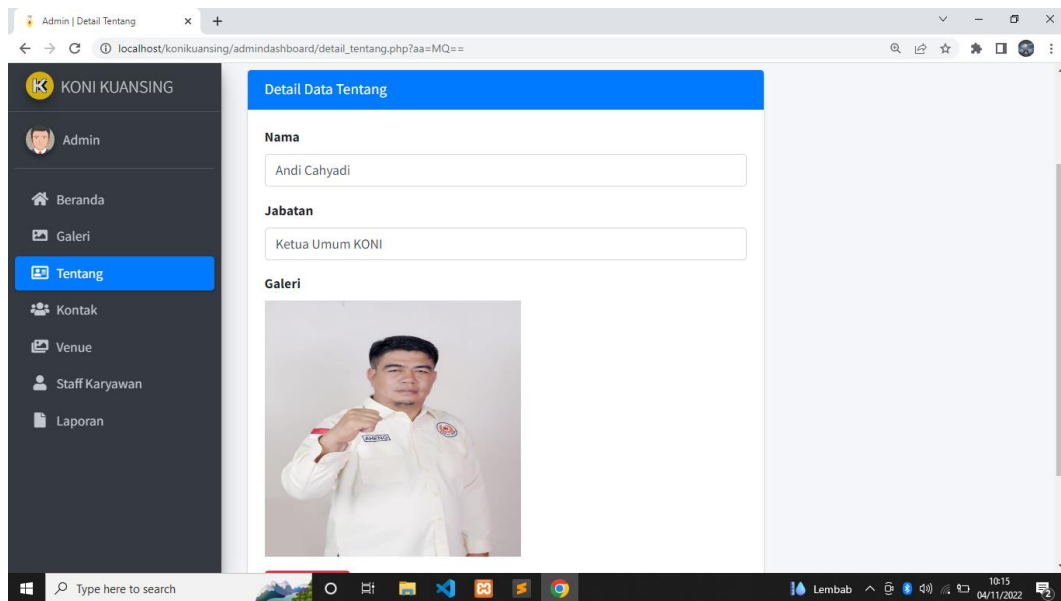 Admin | Detail Tentang
localhost/konikuansing/admindashboard/detail_tentang.php?aa=MQ==
KONI KUANSING
Admin
Beranda
Galeri
Tentang
Kontak
Venue
Staff Karyawan
Laporan
Detail Data Tentang
Nama
Andi Cahyadi
Jabatan
Ketua Umum KONI
Galeri
AHENG
Type here to search
Lembab
10:15
04/11/2022
2